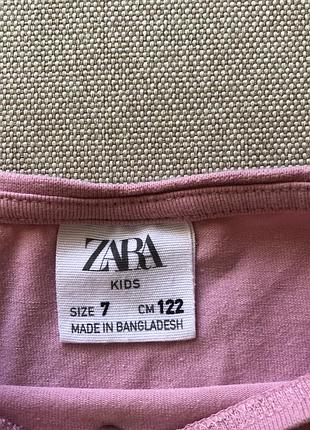 ZARA
KIDS
SIZE 7 CM 122
MADE IN BANGLADESH